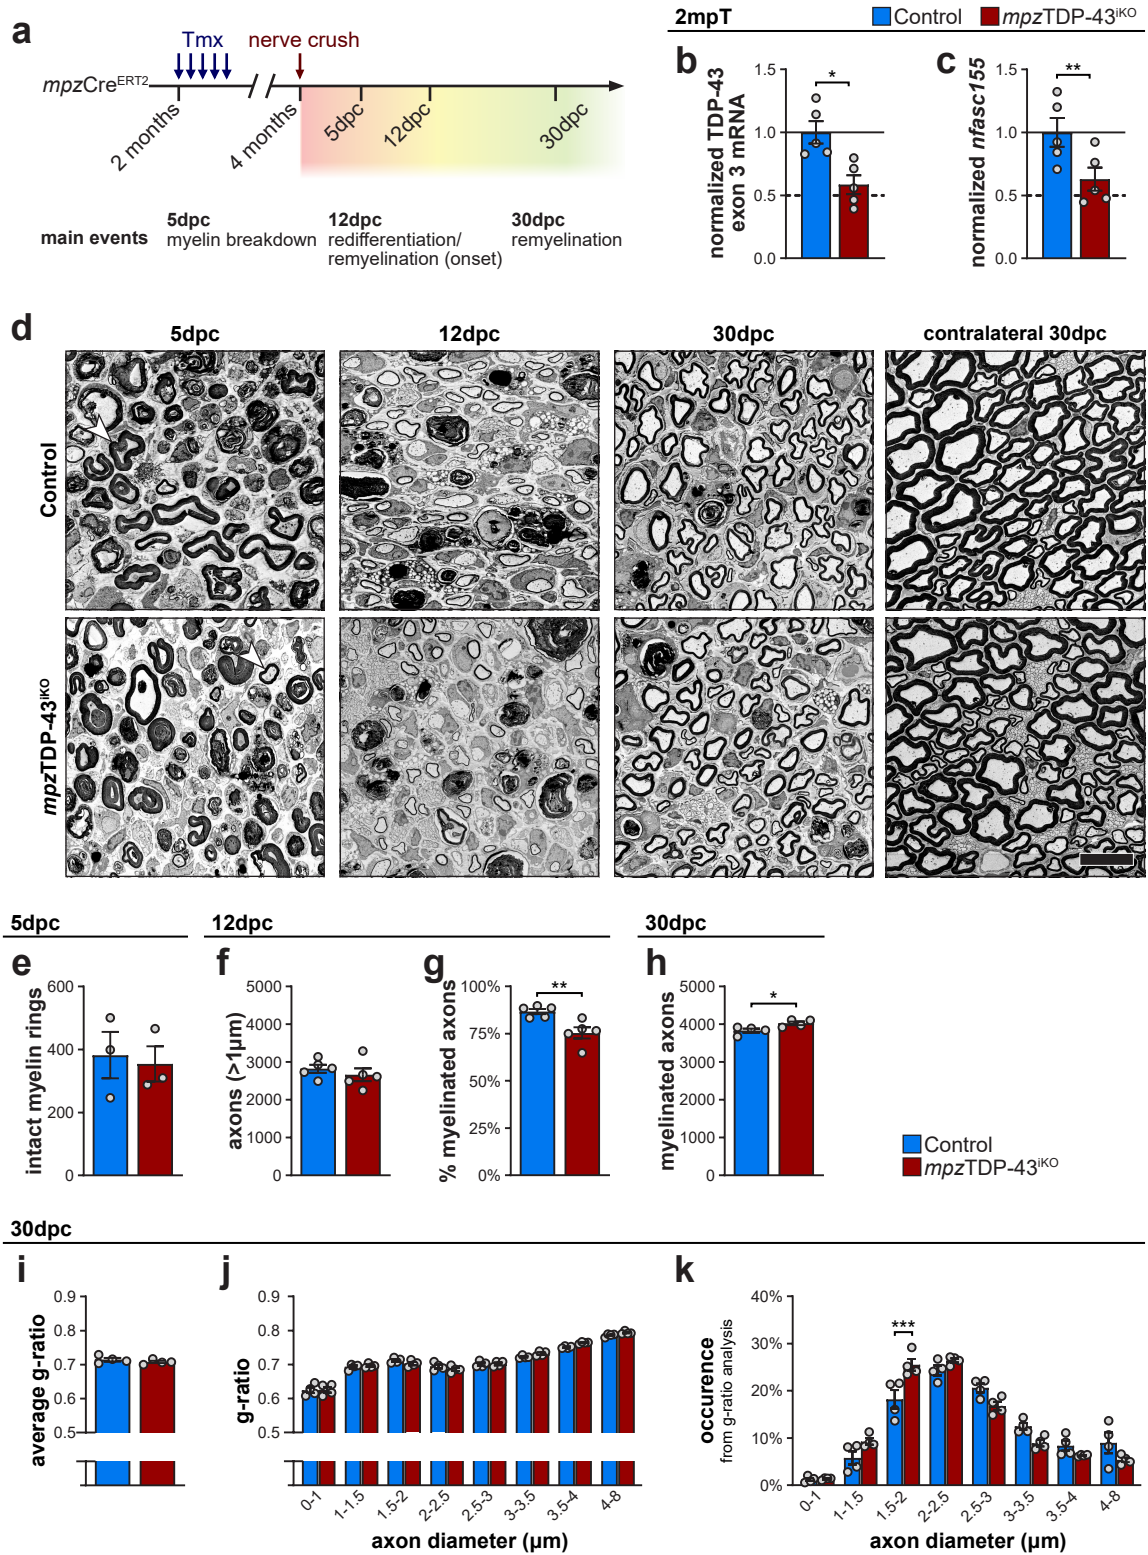 2mpT
Control
mpzTDP-43iKO
a
Tmx
nerve crush
mpzCreERT2
2 months
4 months
5dpc
12dpc
30dpc
main events
5dpc
myelin breakdown
12dpc
redifferentiation/
remyelination (onset)
30dpc
remyelination
b
normalized TDP-43
exon 3 mRNA
1.5
1.0
0.5
0.0
*
c
normalized nfasc155
1.5
1.0
0.5
0.0
**
d
5dpc
12dpc
30dpc
contralateral 30dpc
Control
mpzTDP-43iKO
5dpc
12dpc
30dpc
e
intact myelin rings
600
400
200
0
f
axons (>1µm)
5000
4000
3000
2000
1000
0
g
% myelinated axons
100%
75%
50%
25%
0%
**
h
myelinated axons
5000
4000
3000
2000
1000
0
*
Control
mpzTDP-43iKO
30dpc
i
average g-ratio
0.9
0.8
0.7
0.6
0.5
j
g-ratio
0.9
0.8
0.7
0.6
0.5
0-1
1-1.5
1.5-2
2-2.5
2.5-3
3-3.5
3.5-4
4-8
axon diameter (µm)
k
occurence
from g-ratio analysis
40%
30%
20%
10%
0%
***
0-1
1-1.5
1.5-2
2-2.5
2.5-3
3-3.5
3.5-4
4-8
axon diameter (µm)